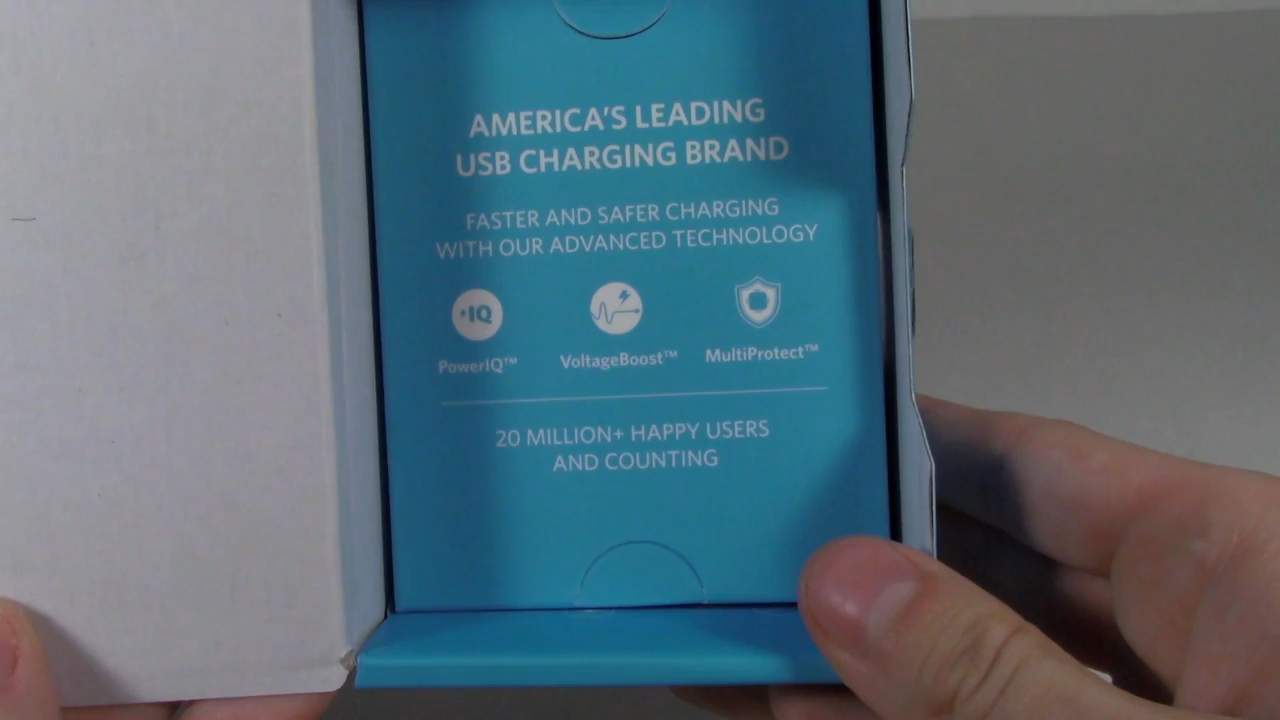 AMERICA'S LEADING
USB CHARGING BRAND
FASTER AND SAFER CHARGING
WITH OUR ADVANCED TECHNOLOGY
IQ
PowerIQ™ VoltageBoost™ MultiProtect™
20 MILLION+ HAPPY USERS
AND COUNTING